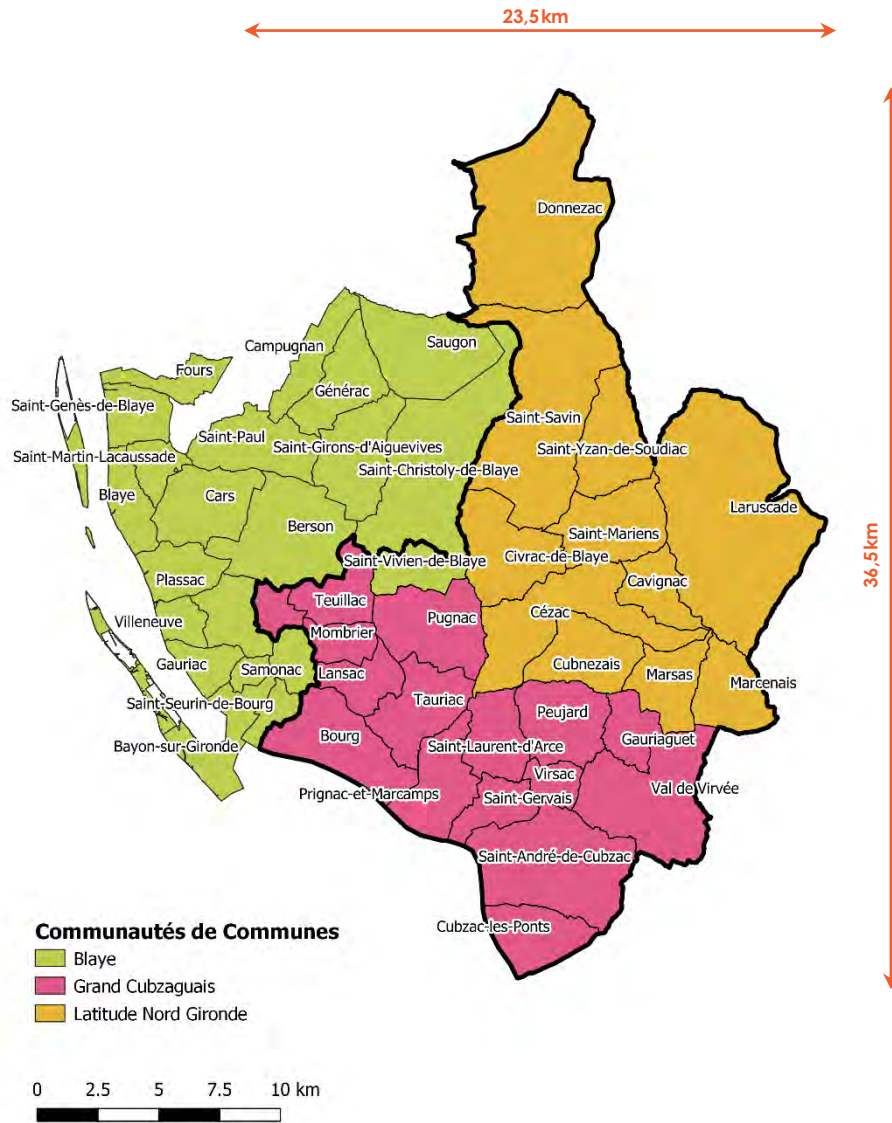 23,5km
36,5km
Donnezac
Saugon
Campugnan
Fours
Générac
Saint-Genès-de-Blaye
Saint-Savin
Saint-Paul
Saint-Girons-d'Aiguevives
Saint-Yzan-de-Soudiac
Saint-Martin-Lacaussade
Saint-Christoly-de-Blaye
Blaye
Cars
Laruscade
Berson
Saint-Mariens
Civrac-de-Blaye
Saint-Vivien-de-Blaye
Plassac
Cavignac
Teuillac
Cézac
Pugnac
Villeneuve
Mombrier
Gauriac
Samonac
Lansac
Cubnezais
Marsas
Marcenais
Tauriac
Saint-Seurin-de-Bourg
Peujard
Bourg
Gauriaguet
Bayon-sur-Gironde
Saint-Laurent-d'Arce
Virsac
Val de Virvée
Prignac-et-Marcamps
Saint-Gervais
Saint-André-de-Cubzac
Cubzac-les-Ponts
Communautés de Communes
Blaye
Grand Cubzaguais
Latitude Nord Gironde
0 2.5 5 7.5 10 km